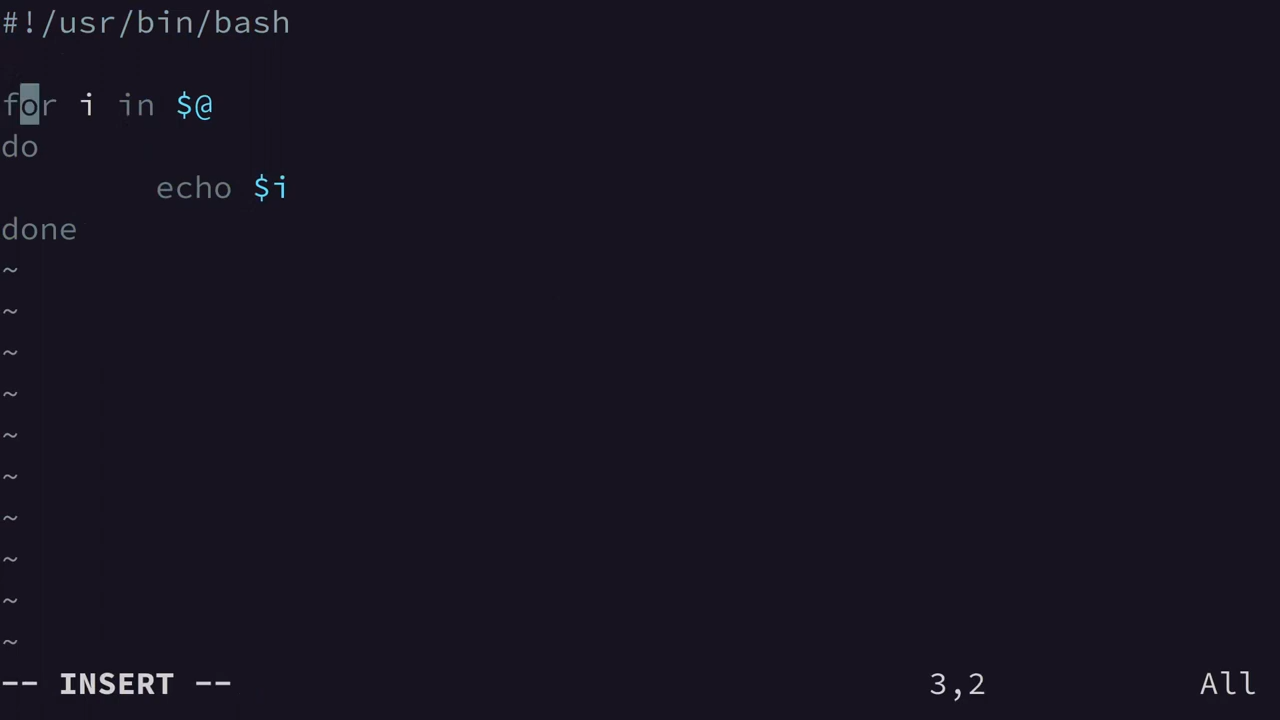 #!/usr/bin/bash
for i in $@
do
        echo $i
done
~
~
~
~
~
~
~
~
~
~
-- INSERT --    3,2    All